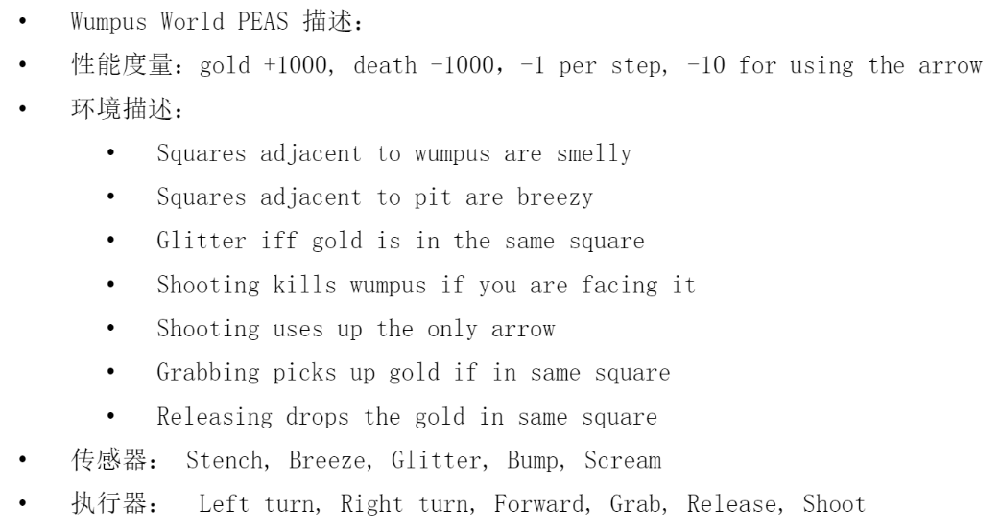 • Wumpus World PEAS 描述：
• 性能度量：gold +1000, death -1000，-1 per step, -10 for using the arrow
• 环境描述：
• Squares adjacent to wumpus are smelly
• Squares adjacent to pit are breezy
• Glitter iff gold is in the same square
• Shooting kills wumpus if you are facing it
• Shooting uses up the only arrow
• Grabbing picks up gold if in same square
• Releasing drops the gold in same square
• 传感器： Stench, Breeze, Glitter, Bump, Scream
• 执行器： Left turn, Right turn, Forward, Grab, Release, Shoot